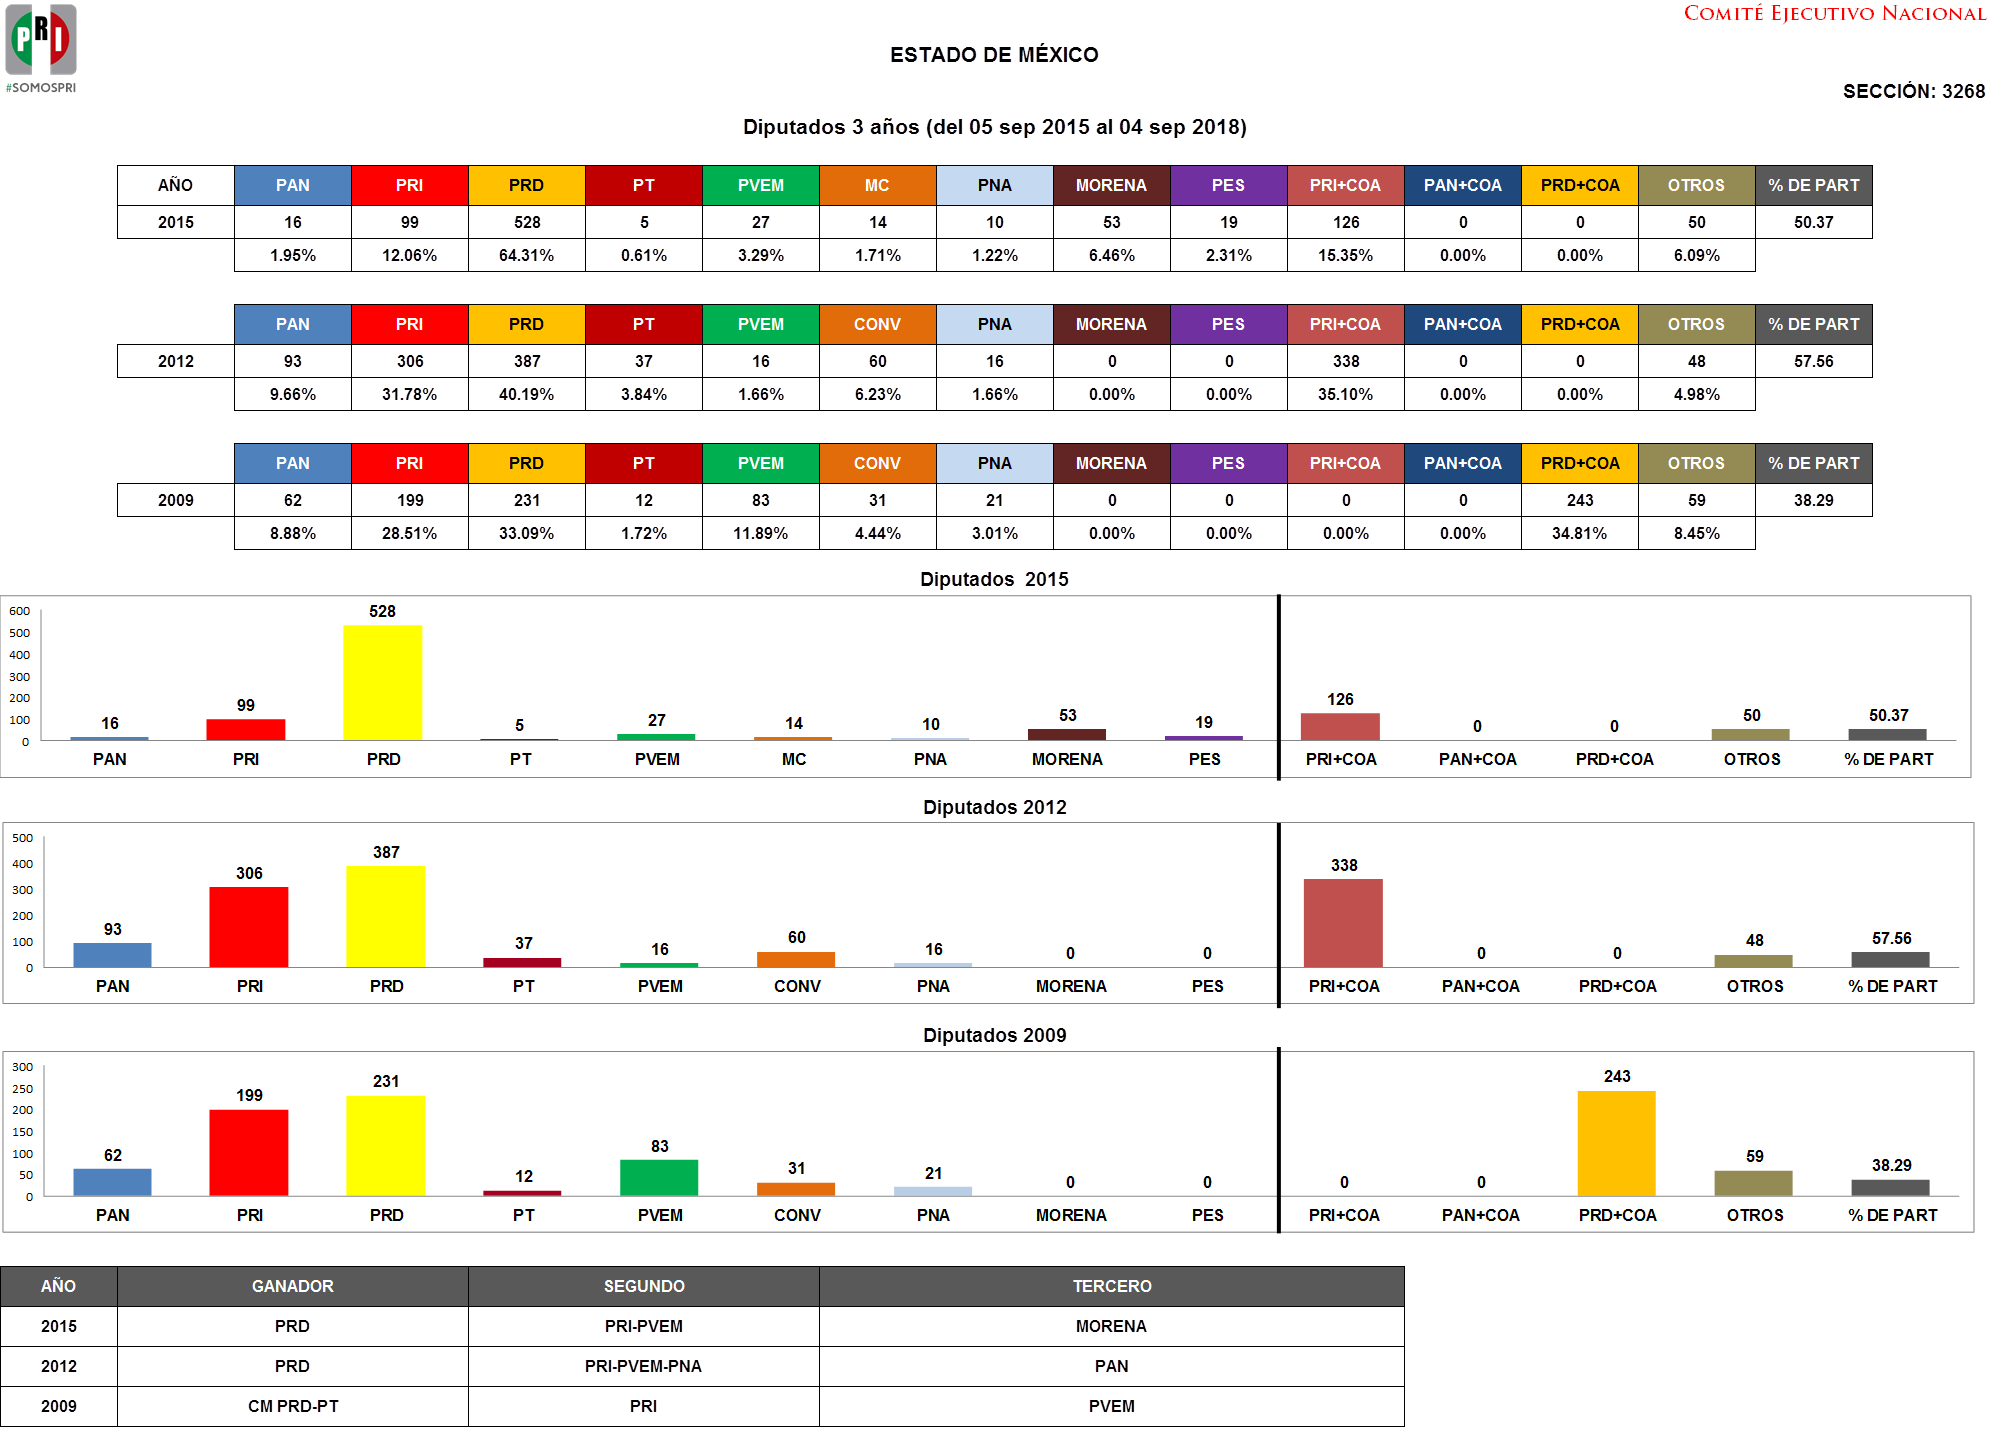 PRI
#SOMOSPRI
COMITÉ EJECUTIVO NACIONAL
ESTADO DE MÉXICO
SECCIÓN: 3268
Diputados 3 años (del 05 sep 2015 al 04 sep 2018)
AÑO PAN PRI PRD PT PVEM MC PNA MORENA PES PRI+COA PAN+COA PRD+COA OTROS % DE PART
2015 16 99 528 5 27 14 10 53 19 126 0 0 50 50.37
1.95% 12.06% 64.31% 0.61% 3.29% 1.71% 1.22% 6.46% 2.31% 15.35% 0.00% 0.00% 6.09%
PAN PRI PRD PT PVEM CONV PNA MORENA PES PRI+COA PAN+COA PRD+COA OTROS % DE PART
2012 93 306 387 37 16 60 16 0 0 338 0 0 48 57.56
9.66% 31.78% 40.19% 3.84% 1.66% 6.23% 1.66% 0.00% 0.00% 35.10% 0.00% 0.00% 4.98%
PAN PRI PRD PT PVEM CONV PNA MORENA PES PRI+COA PAN+COA PRD+COA OTROS % DE PART
2009 62 199 231 12 83 31 21 0 0 0 0 243 59 38.29
8.88% 28.51% 33.09% 1.72% 11.89% 4.44% 3.01% 0.00% 0.00% 0.00% 0.00% 34.81% 8.45%
Diputados 2015
600
500
400
300
200
100
0
16 99 528 5 27 14 10 53 19 126 0 0 50 50.37
PAN PRI PRD PT PVEM MC PNA MORENA PES PRI+COA PAN+COA PRD+COA OTROS % DE PART
Diputados 2012
500
400
300
200
100
0
93 306 387 37 16 60 16 0 0 338 0 0 48 57.56
PAN PRI PRD PT PVEM CONV PNA MORENA PES PRI+COA PAN+COA PRD+COA OTROS % DE PART
Diputados 2009
300
250
200
150
100
50
0
62 199 231 12 83 31 21 0 0 0 0 243 59 38.29
PAN PRI PRD PT PVEM CONV PNA MORENA PES PRI+COA PAN+COA PRD+COA OTROS % DE PART
AÑO GANADOR SEGUNDO TERCERO
2015 PRD PRI-PVEM MORENA
2012 PRD PRI-PVEM-PNA PAN
2009 CM PRD-PT PRI PVEM